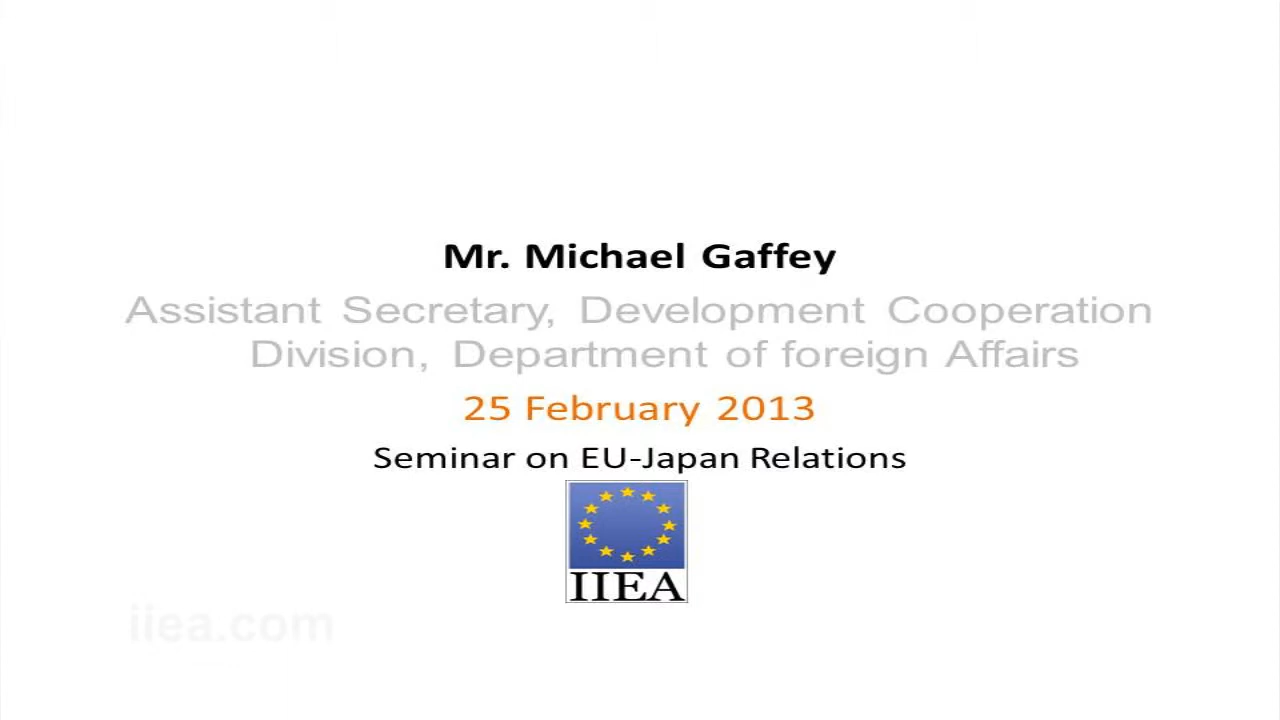 Mr. Michael Gaffey
Assistant Secretary, Development Cooperation
Division, Department of foreign Affairs
25 February 2013
Seminar on EU-Japan Relations
IIEA
iiea.com